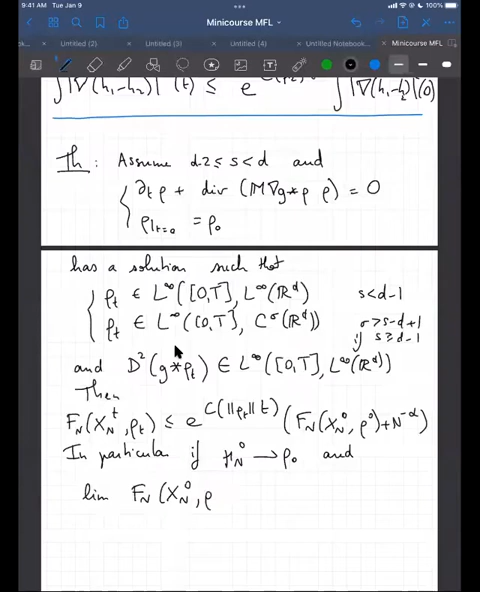 9:41 AM Tue Jan 9
100%
Minicourse MFL
Untitled (2)
Untitled (3)
Untitled (4)
Untitled Notebook...
Minicourse MFL
∫|∇(h₁-h₂)| (t) ≤ e ∫|∇(h₁-h₂)|(0)
Th : Assume d-2 ≤ s < d and
∂ₜρ + div (M∇g*ρ ρ) = 0
ρ|ₜ₌₀ = ρ₀
has a solution such that
ρₜ ∈ L^∞([0,T], L^∞(ℝᵈ)) s<d-1
ρₜ ∈ L^∞([0,T], C^σ(ℝᵈ)) σ>s-d+1
if s≥d-1
and D²(g*ρₜ) ∈ L^∞([0,T], L^∞(ℝᵈ))
Then
F_N(X_N^t, ρₜ) ≤ e^{C(‖ρₜ‖t)} (F_N(X_N^0, ρ⁰)+N^{-α})
In particular if μ_N^0 → ρ₀ and
lim F_N(X_N^0, ρ